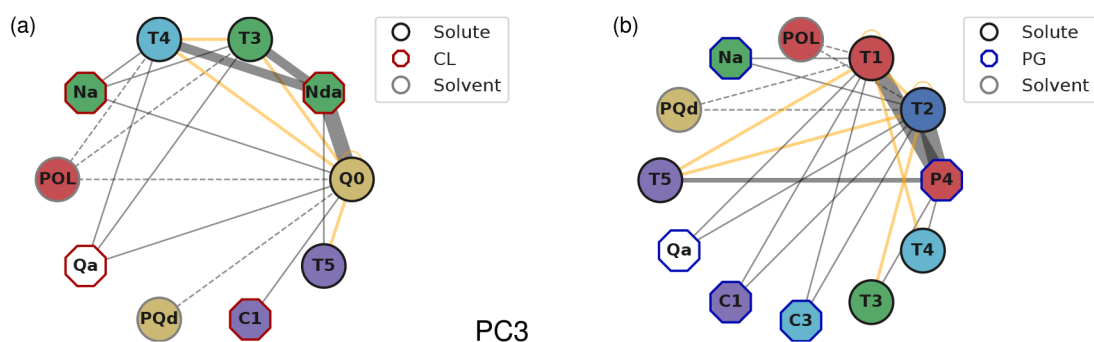 (a)
T4
T3
Na
Nda
POL
Q0
Qa
T5
PQd
C1
Solute
CL
Solvent
PC3
(b)
POL
Na
T1
PQd
T2
T5
P4
Qa
T4
C1
T3
C3
Solute
PG
Solvent